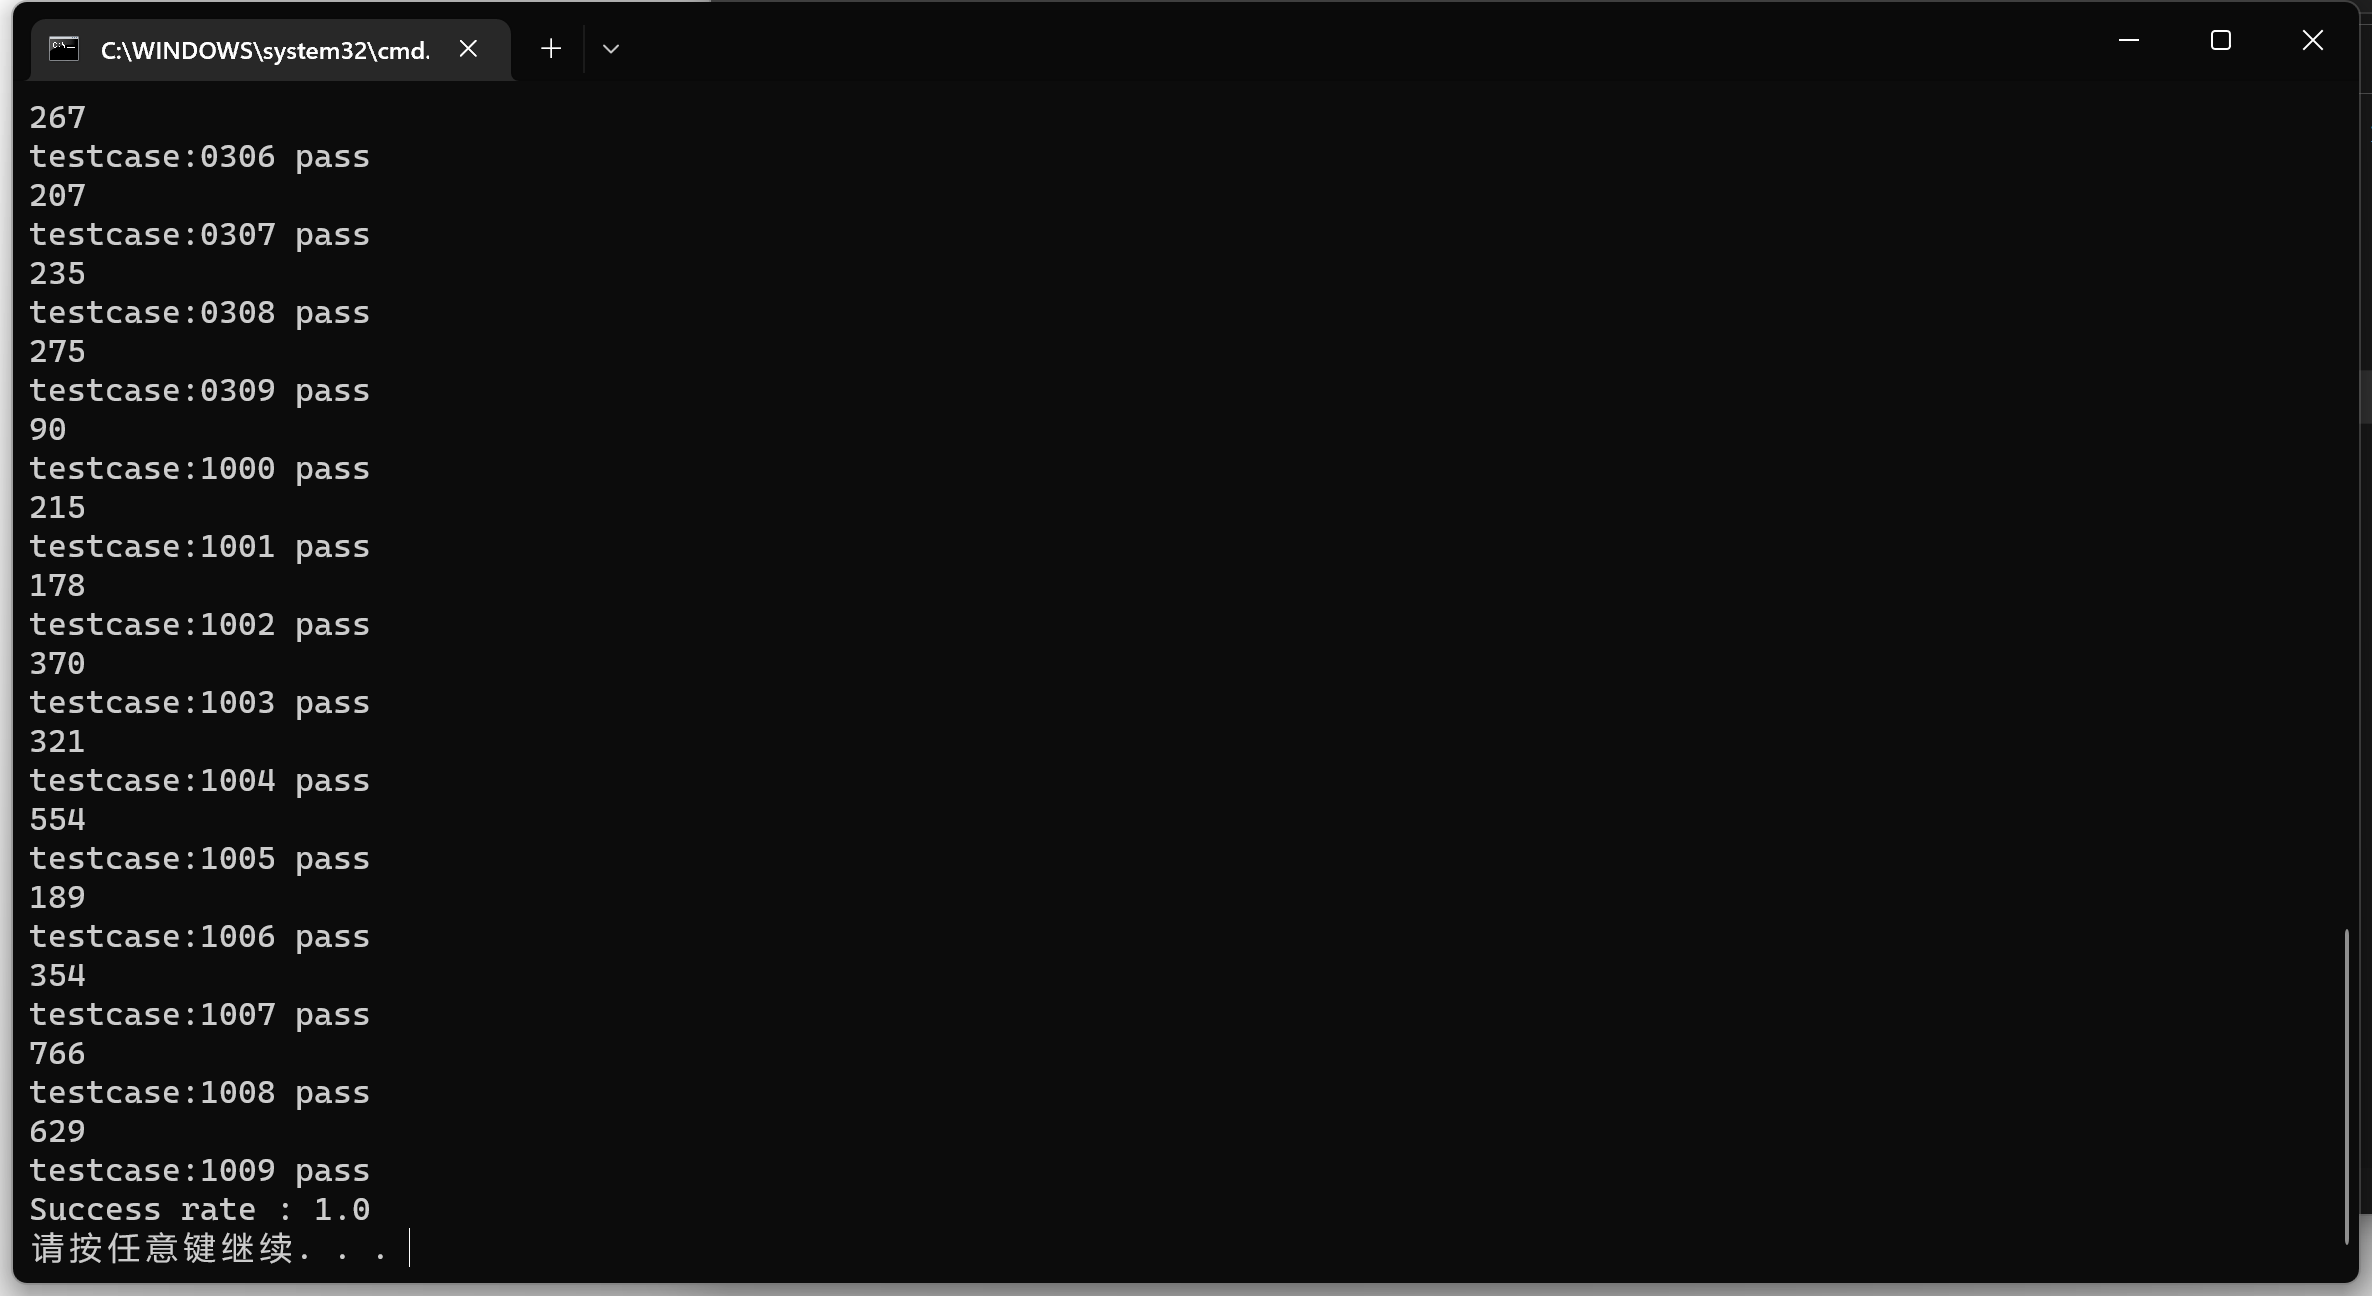 C:\WINDOWS\system32\cmd.
267
testcase:0306 pass
207
testcase:0307 pass
235
testcase:0308 pass
275
testcase:0309 pass
90
testcase:1000 pass
215
testcase:1001 pass
178
testcase:1002 pass
370
testcase:1003 pass
321
testcase:1004 pass
554
testcase:1005 pass
189
testcase:1006 pass
354
testcase:1007 pass
766
testcase:1008 pass
629
testcase:1009 pass
Success rate : 1.0
请按任意键继续. . .